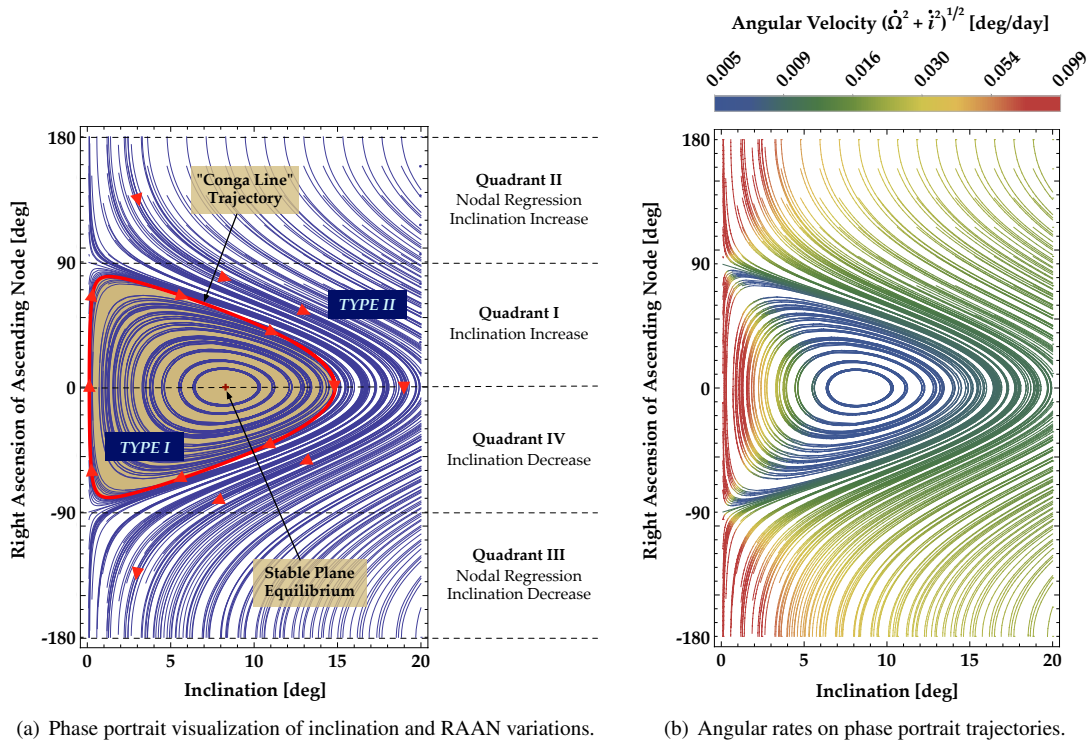 Angular Velocity (Ω̇² + i̇²)^1/2 [deg/day]
0.005 0.009 0.016 0.030 0.054 0.099
Right Ascension of Ascending Node [deg]
180
90
0
-90
-180
0 5 10 15 20
Inclination [deg]
"Conga Line"
Trajectory
TYPE II
TYPE I
Stable Plane
Equilibrium
Quadrant II
Nodal Regression
Inclination Increase
Quadrant I
Inclination Increase
Quadrant IV
Inclination Decrease
Quadrant III
Nodal Regression
Inclination Decrease
Right Ascension of Ascending Node [deg]
180
90
0
-90
-180
0 5 10 15 20
Inclination [deg]
(a) Phase portrait visualization of inclination and RAAN variations.
(b) Angular rates on phase portrait trajectories.